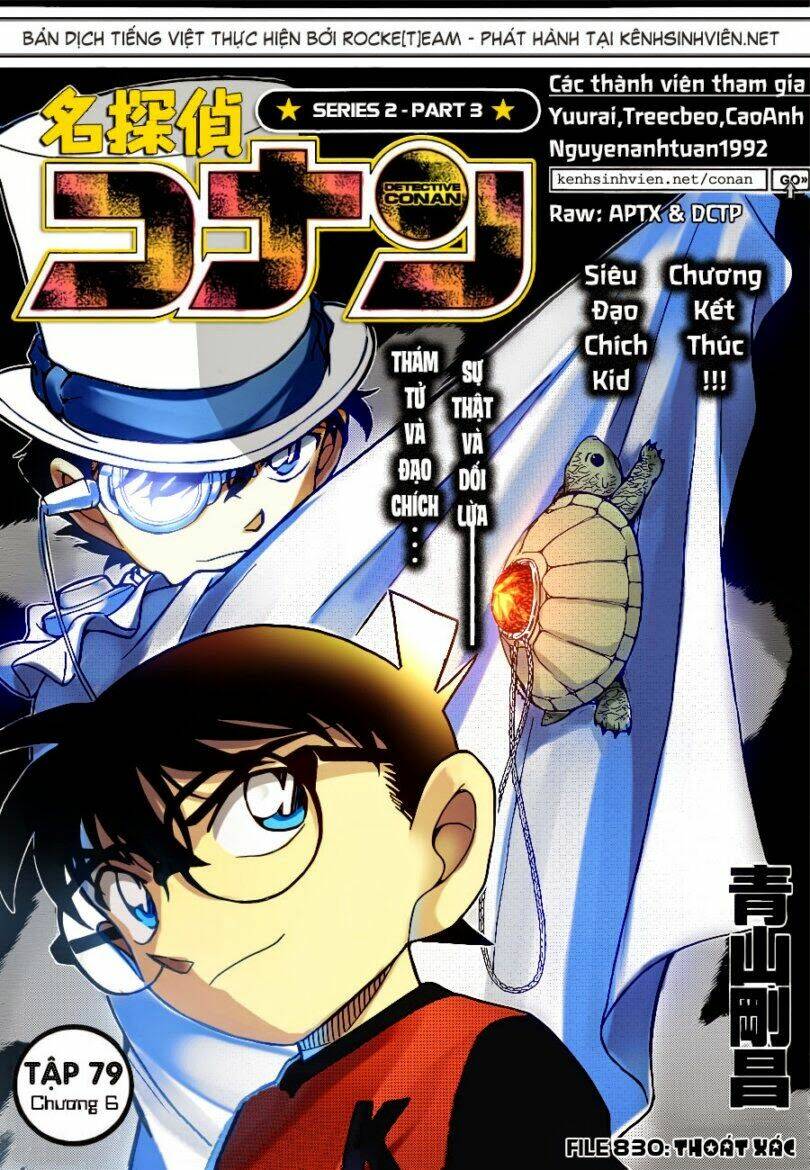 BẢN DỊCH TIẾNG VIỆT THỰC HIỆN BỞI ROCKE[T]EAM - PHÁT HÀNH TẠI KÊNHSINHVIÊN.NET
名探偵
コナン
DETECTIVE
CONAN
★ SERIES 2 - PART 3 ★
Các thành viên tham gia
Yuurai,Treecbeo,CaoAnh
Nguyenanhtuan1992
kenhsinhvien.net/conan GO»
Raw: APTX & DCTP
Chương
Kết
Thúc
!!!
Siêu
Đạo
Chích
Kid
SỰ
THẬT
VÀ
DỐI
LỪA
THÁM
TỬ
VÀ
ĐẠO
CHÍCH...
青山剛昌
K
TẬP 79
Chương 6
FILE 830: THOÁT XÁC